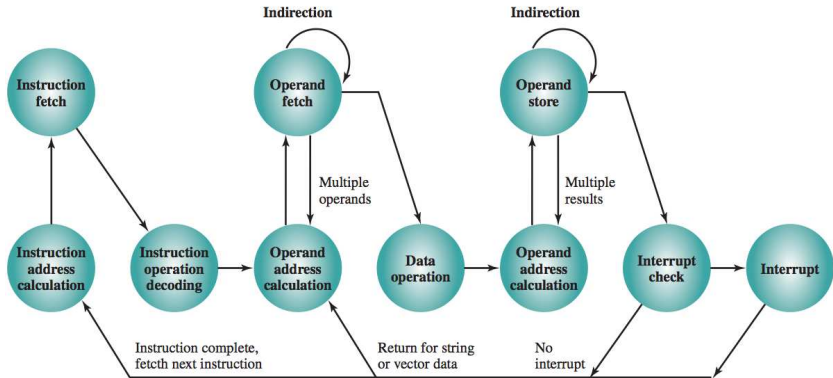 Indirection
Indirection
Instruction
fetch
Operand
fetch
Operand
store
Multiple
operands
Multiple
results
Instruction
address
calculation
Instruction
operation
decoding
Operand
address
calculation
Data
operation
Operand
address
calculation
Interrupt
check
Interrupt
Instruction complete,
fetcth next instruction
Return for string
or vector data
No
interrupt